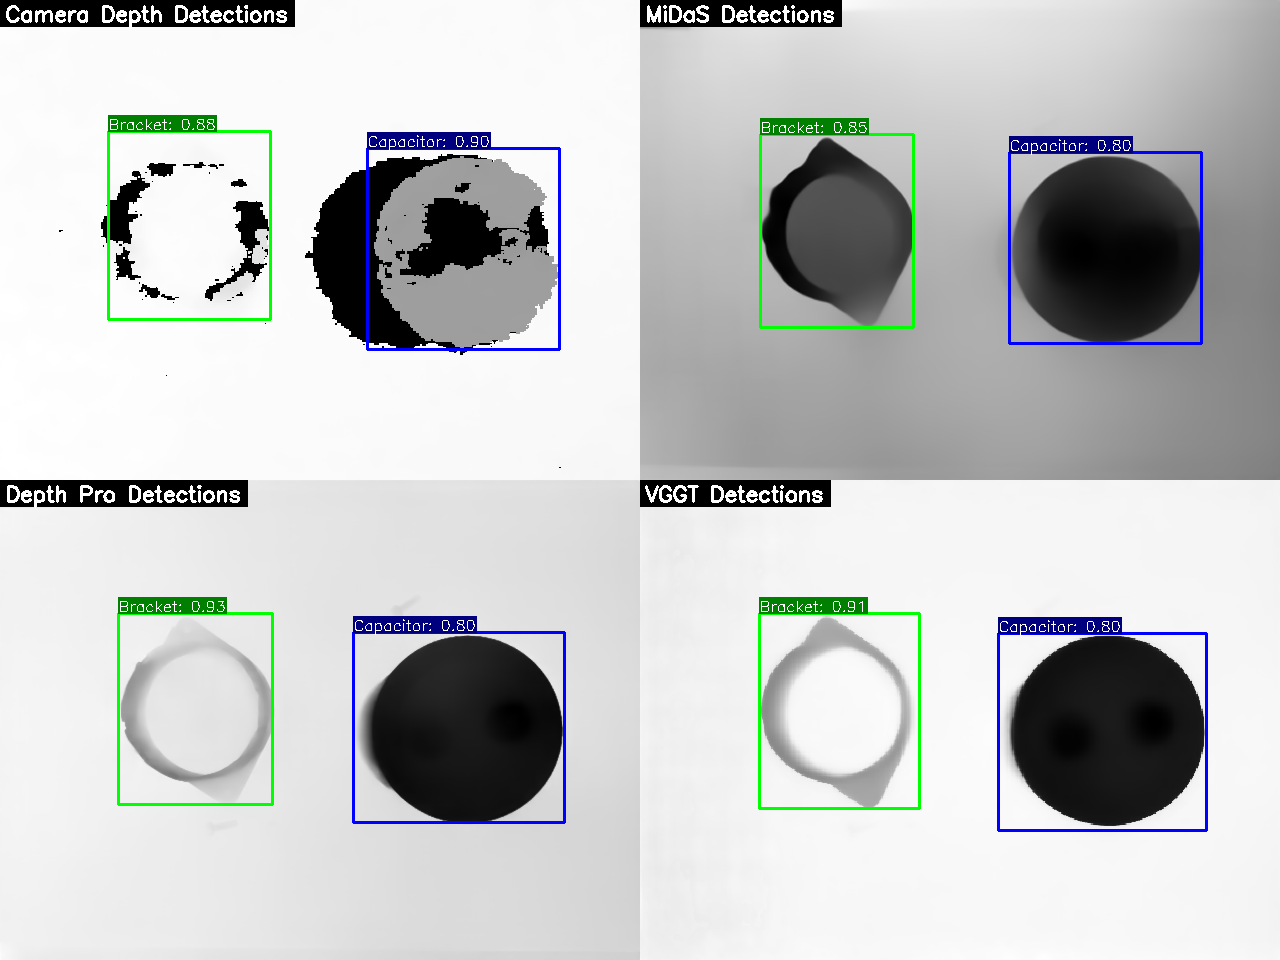 Camera Depth Detections
Bracket: 0.88
Capacitor: 0.90
MiDaS Detections
Bracket: 0.85
Capacitor: 0.80
Depth Pro Detections
Bracket: 0.93
Capacitor: 0.80
VGGT Detections
Bracket: 0.91
Capacitor: 0.80